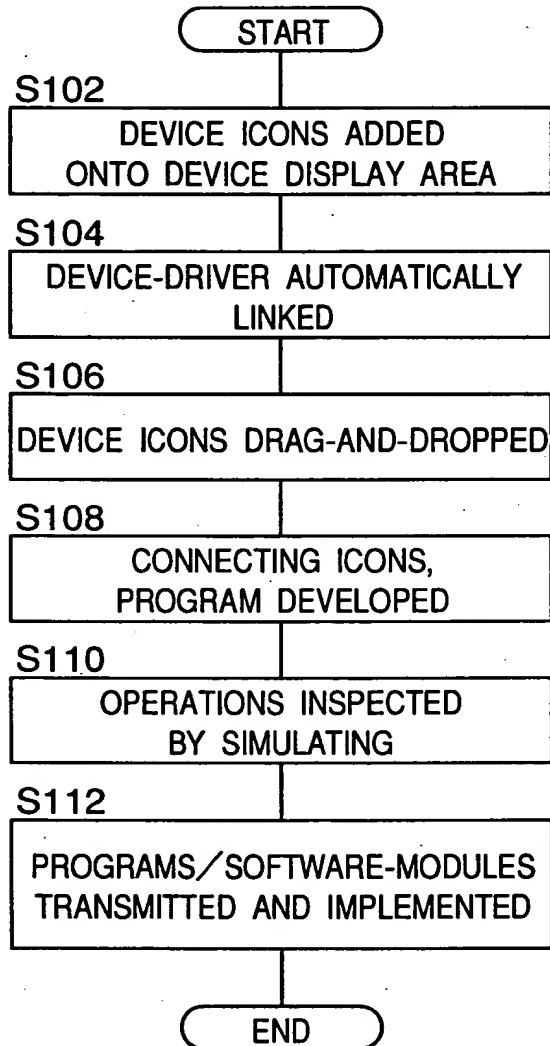 START
S102
DEVICE ICONS ADDED
ONTO DEVICE DISPLAY AREA
S104
DEVICE-DRIVER AUTOMATICALLY
LINKED
S106
DEVICE ICONS DRAG-AND-DROPPED
S108
CONNECTING ICONS,
PROGRAM DEVELOPED
S110
OPERATIONS INSPECTED
BY SIMULATING
S112
PROGRAMS/SOFTWARE-MODULES
TRANSMITTED AND IMPLEMENTED
END